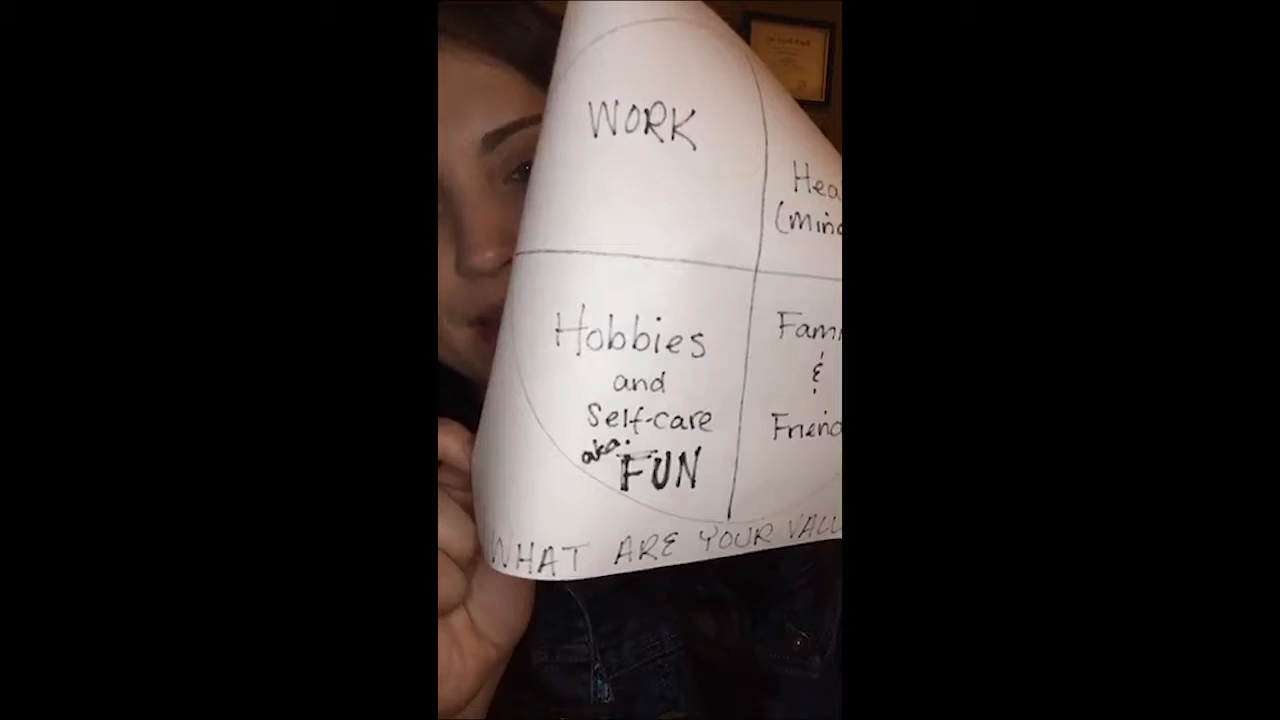 WORK
Hea
(mind
Hobbies
and
Self-care
aka:
FUN
Fami
&
Friend
WHAT ARE YOUR VALU